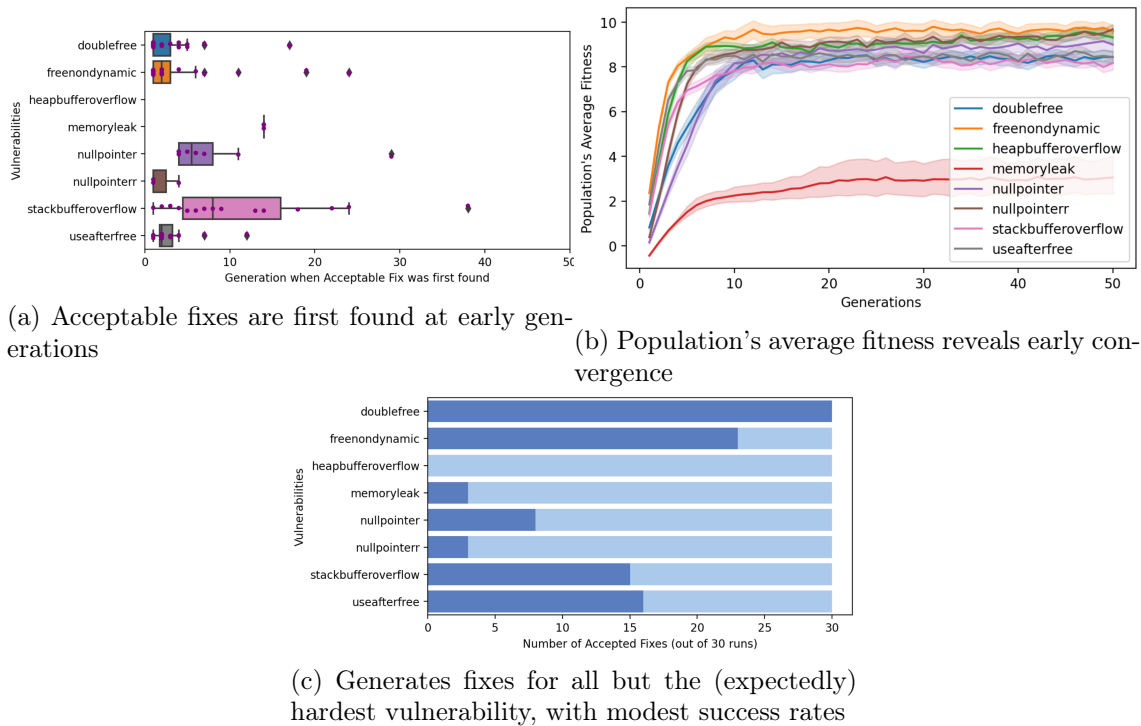 doublefree
freenondynamic
heapbufferoverflow
memoryleak
nullpointer
nullpointerr
stackbufferoverflow
useafterfree
Vulnerabilities
0 10 20 30 40 50
Generation when Acceptable Fix was first found
(a) Acceptable fixes are first found at early gen-
erations
10
8
6
4
2
0
Population's Average Fitness
doublefree
freenondynamic
heapbufferoverflow
memoryleak
nullpointer
nullpointerr
stackbufferoverflow
useafterfree
0 10 20 30 40 50
Generations
(b) Population's average fitness reveals early con-
vergence
doublefree
freenondynamic
heapbufferoverflow
memoryleak
nullpointer
nullpointerr
stackbufferoverflow
useafterfree
Vulnerabilities
0 5 10 15 20 25 30
Number of Accepted Fixes (out of 30 runs)
(c) Generates fixes for all but the (expectedly)
hardest vulnerability, with modest success rates